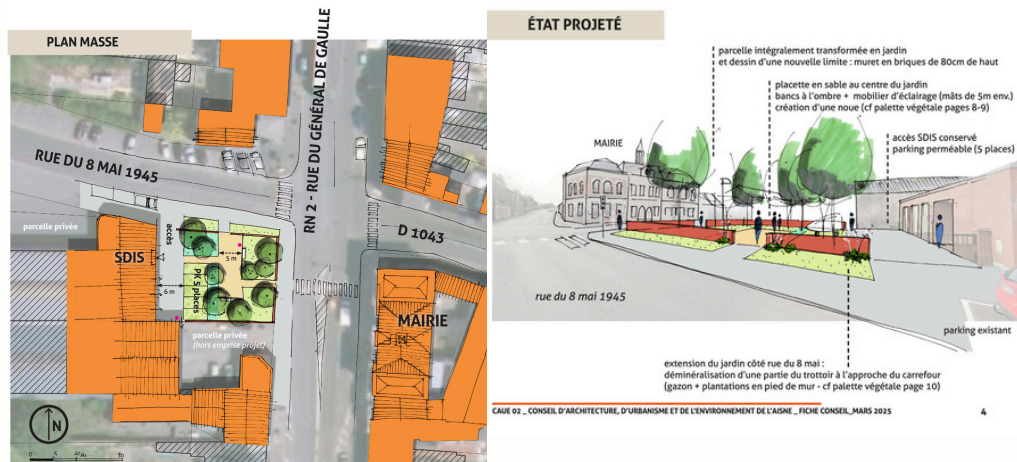 PLAN MASSE
RN 2 - RUE DU GÉNÉRAL DE GAULLE
RUE DU 8 MAI 1945
D 1043
parcelle privée
accès
SDIS
5 m
6 m
PK 5 places
MAIRIE
parcelle privée
(hors emprise projet)
N
0
ÉTAT PROJETÉ
parcelle intégralement transformée en jardin
et dessin d'une nouvelle limite : muret en briques de 80cm de haut
placette en sable au centre du jardin
bancs à l'ombre + mobilier d'éclairage (mâts de 5m env.)
création d'une noue (cf palette végétale pages 8-9)
accès SDIS conservé
parking perméable (5 places)
MAIRIE
rue du 8 mai 1945
parking existant
extension du jardin côté rue du 8 mai :
déminéralisation d'une partie du trottoir à l'approche du carrefour
(gazon + plantations en pied de mur - cf palette végétale page 10)
CAUE 02 _ CONSEIL D'ARCHITECTURE, D'URBANISME ET DE L'ENVIRONNEMENT DE L'AISNE _ FICHE CONSEIL_MARS 2025
4